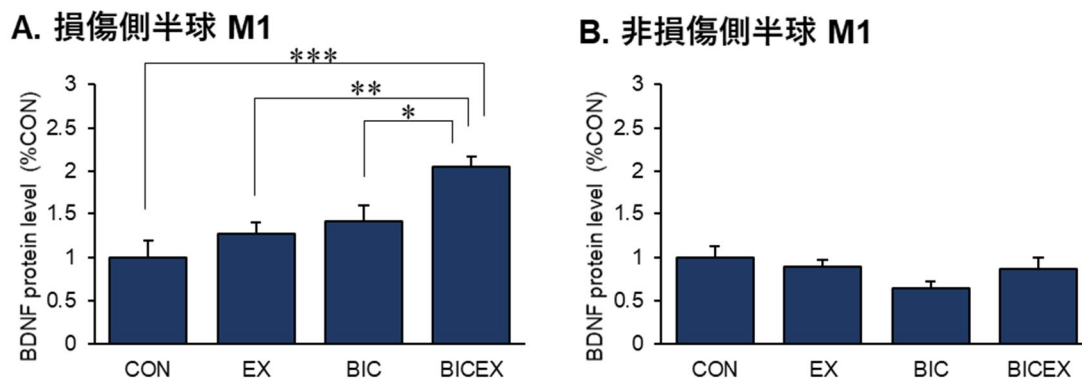 A. 損傷側半球 M1
***
**
*
BDNF protein level (%CON)
3
2.5
2
1.5
1
0.5
0
CON EX BIC BICEX
B. 非損傷側半球 M1
BDNF protein level (%CON)
3
2.5
2
1.5
1
0.5
0
CON EX BIC BICEX